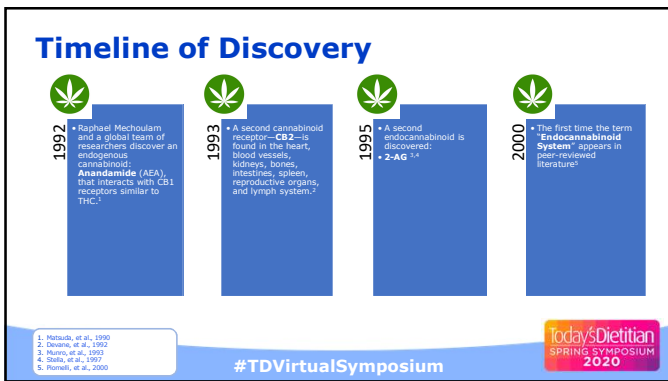 Timeline of Discovery
1992
• Raphael Mechoulam
and a global team of
researchers discover an
endogenous
cannabinoid:
Anandamide (AEA),
that interacts with CB1
receptors similar to
THC.1
1993
• A second cannabinoid
receptor—CB2—is
found in the heart,
blood vessels,
kidneys, bones,
intestines, spleen,
reproductive organs,
and lymph system.2
1995
• A second
endocannabinoid is
discovered:
• 2-AG 3,4
2000
• The first time the term
"Endocannabinoid
System" appears in
peer-reviewed
literature5
1. Matsuda, et al., 1990
2. Devane, et al., 1992
3. Munro, et al., 1993
4. Stella, et al., 1997
5. Piomelli, et al., 2000
#TDVirtualSymposium
Today'sDietitian
SPRING SYMPOSIUM
2020